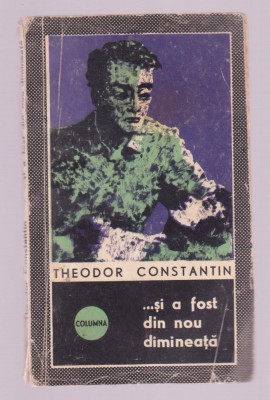 THEODOR CONSTANTIN
...și a fost
din nou
dimineață
COLUMNA